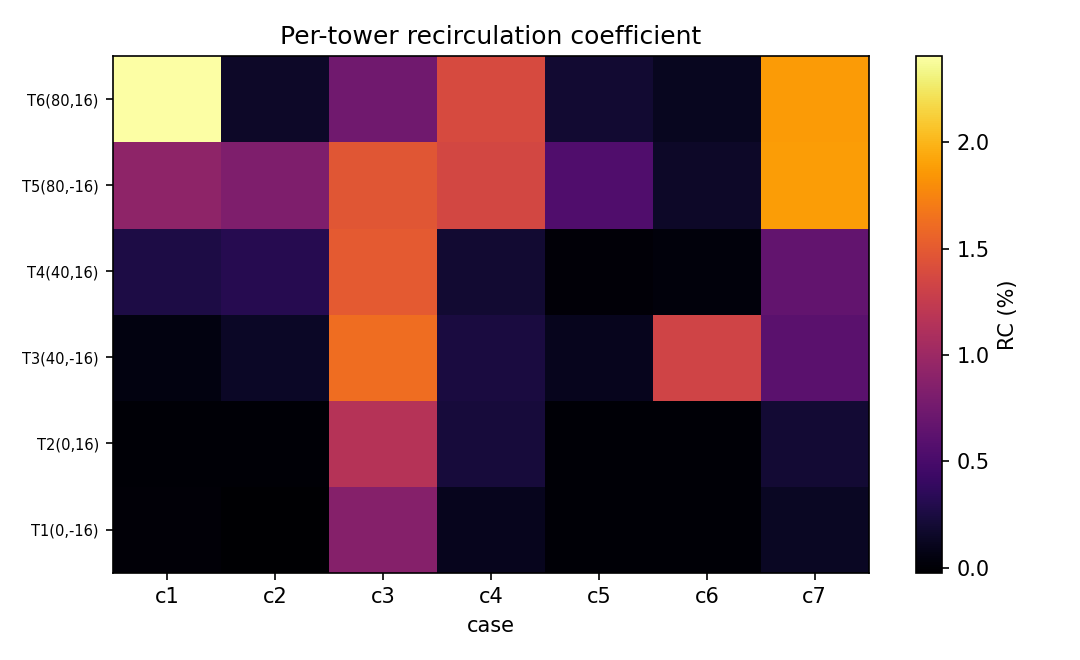 Per-tower recirculation coefficient
T6(80,16)
T5(80,-16)
T4(40,16)
T3(40,-16)
T2(0,16)
T1(0,-16)
c1 c2 c3 c4 c5 c6 c7
case
2.0
1.5
1.0
0.5
0.0
RC (%)